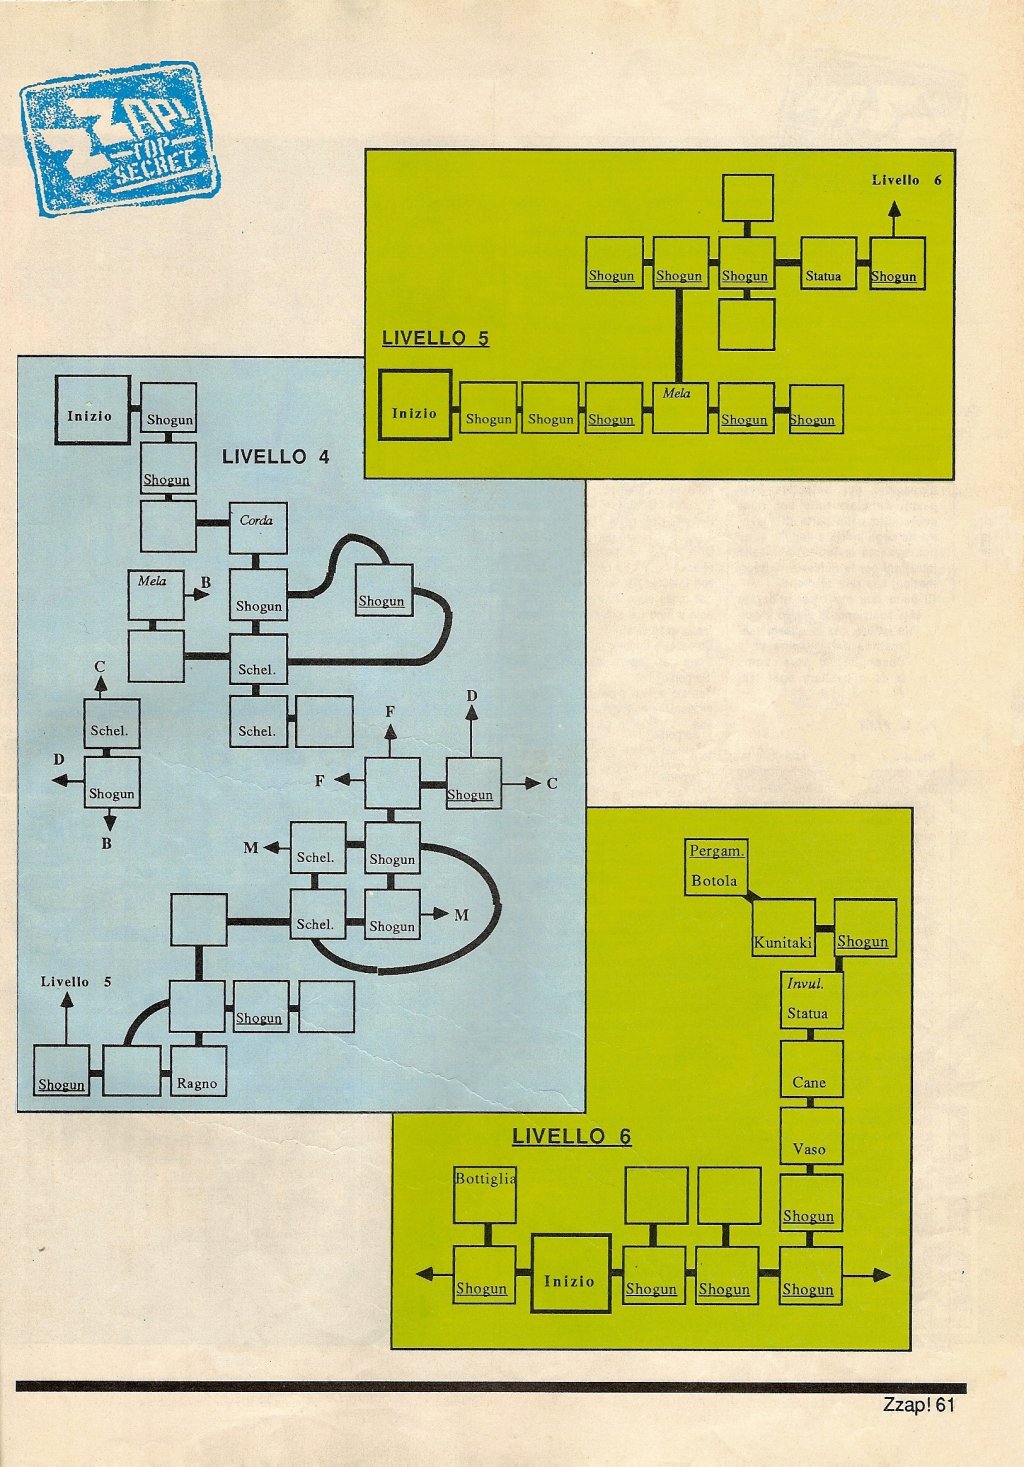 ZZAP!
TOP
SECRET
LIVELLO 5
Livello 6
Shogun
Shogun
Shogun
Statua
Shogun
Inizio
Shogun
Shogun
Shogun
Mela
Shogun
Shogun
LIVELLO 4
Inizio
Shogun
Shogun
Corda
Mela
B
Shogun
Shogun
Schel.
C
Schel.
Schel.
D
Shogun
B
F
D
F
Shogun
C
M
Schel.
Shogun
Schel.
Shogun
M
Livello 5
Shogun
Shogun
Ragno
LIVELLO 6
Pergam.
Botola
Kunitaki
Shogun
Invul.
Statua
Cane
Vaso
Shogun
Bottiglia
Shogun
Inizio
Shogun
Shogun
Shogun
Zzap! 61